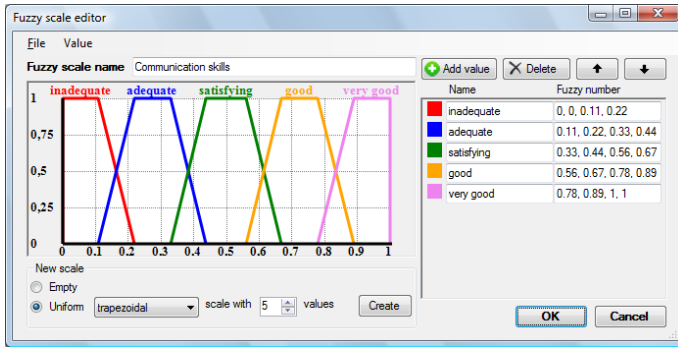 Fuzzy scale editor
File Value
Fuzzy scale name Communication skills
Add value Delete
Name Fuzzy number
inadequate adequate satisfying good very good
1
0,75
0,5
0,25
0
0 0.1 0.2 0.3 0.4 0.5 0.6 0.7 0.8 0.9 1
inadequate 0, 0, 0.11, 0.22
adequate 0.11, 0.22, 0.33, 0.44
satisfying 0.33, 0.44, 0.56, 0.67
good 0.56, 0.67, 0.78, 0.89
very good 0.78, 0.89, 1, 1
New scale
Empty
Uniform trapezoidal scale with 5 values Create
OK Cancel